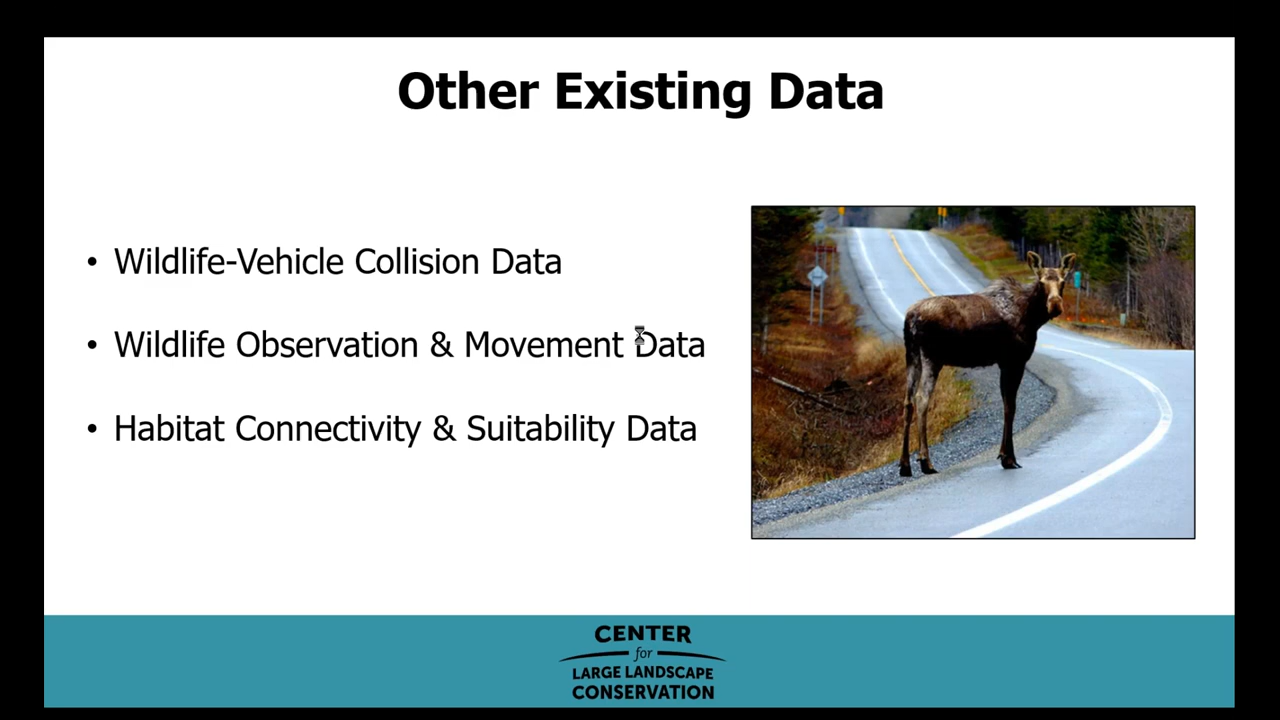 Other Existing Data
• Wildlife-Vehicle Collision Data
• Wildlife Observation & Movement Data
• Habitat Connectivity & Suitability Data
CENTER
for
LARGE LANDSCAPE
CONSERVATION